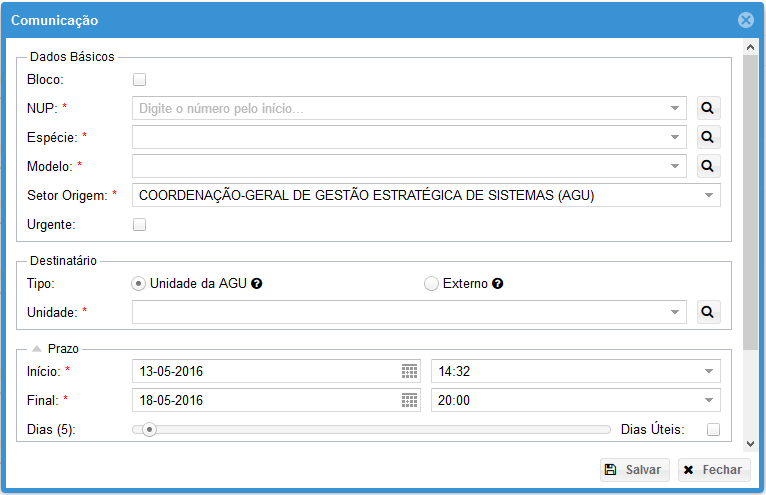 Comunicação
Dados Básicos
Bloco:
NUP: * Digite o número pelo início...
Espécie: *
Modelo: *
Setor Origem: * COORDENAÇÃO-GERAL DE GESTÃO ESTRATÉGICA DE SISTEMAS (AGU)
Urgente:
Destinatário
Tipo: Unidade da AGU ? Externo ?
Unidade: *
Prazo
Início: * 13-05-2016 14:32
Final: * 18-05-2016 20:00
Dias (5): Dias Úteis:
Salvar Fechar